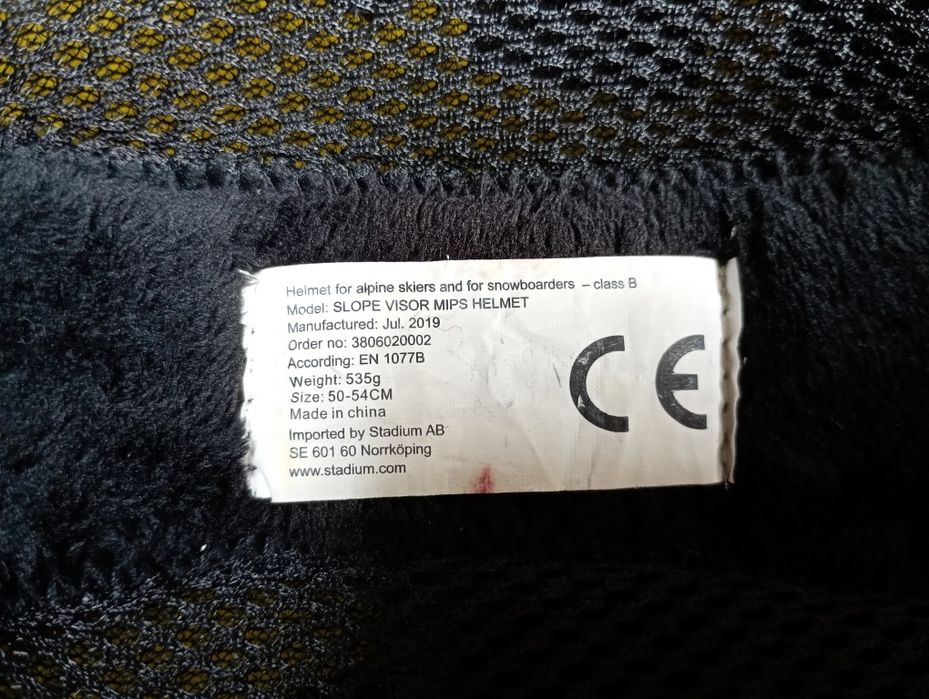 Helmet for alpine skiers and for snowboarders – class B
Model: SLOPE VISOR MIPS HELMET
Manufactured: Jul. 2019
Order no: 3806020002
According: EN 1077B
Weight: 535g
Size: 50-54CM
Made in china
Imported by Stadium AB
SE 601 60 Norrköping
www.stadium.com
CE